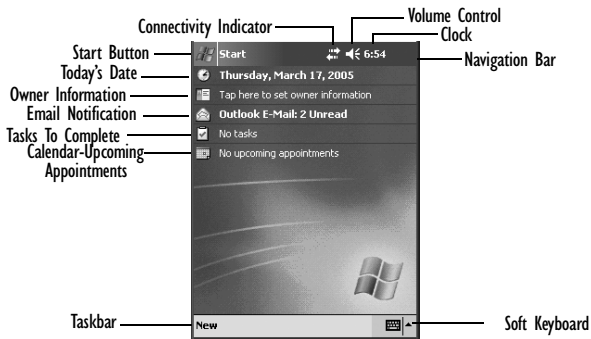 Connectivity Indicator
Volume Control
Clock
Start Button
Start
6:54
Navigation Bar
Today's Date
Thursday, March 17, 2005
Owner Information
Tap here to set owner information
Email Notification
Outlook E-Mail: 2 Unread
Tasks To Complete
No tasks
Calendar-Upcoming
Appointments
No upcoming appointments
Taskbar
New
Soft Keyboard